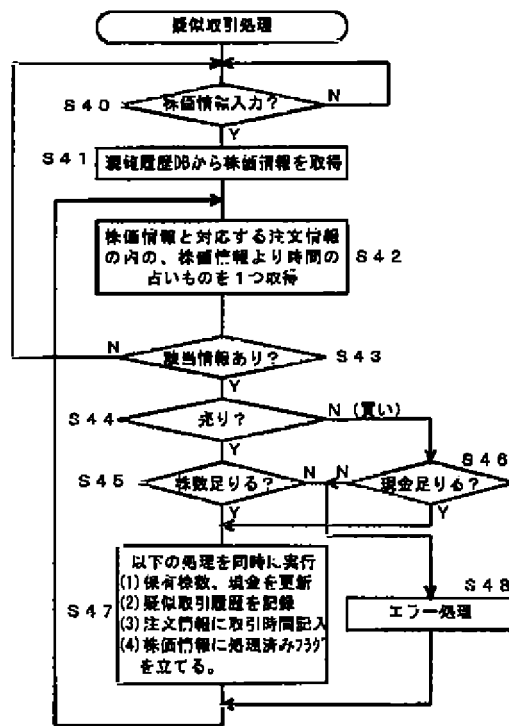 疑似取引処理
S40
株価情報入力?
N
Y
S41
DBから株価情報を取得
株価情報と対応する注文情報
の内の、株価情報より時間の
占いものを1つ取得
S42
N
該当情報あり?
S43
Y
S44
売り?
N (買い)
Y
S45
株数足りる?
N
N
現金足りる?
S46
Y
Y
S47
以下の処理を同時に実行
(1) 保有株数、現金を更新
(2) 疑似取引履歴を記録
(3) 注文情報に取引時間記入
(4) 株価情報に処理済みフラグ
を立てる。
S48
エラー処理